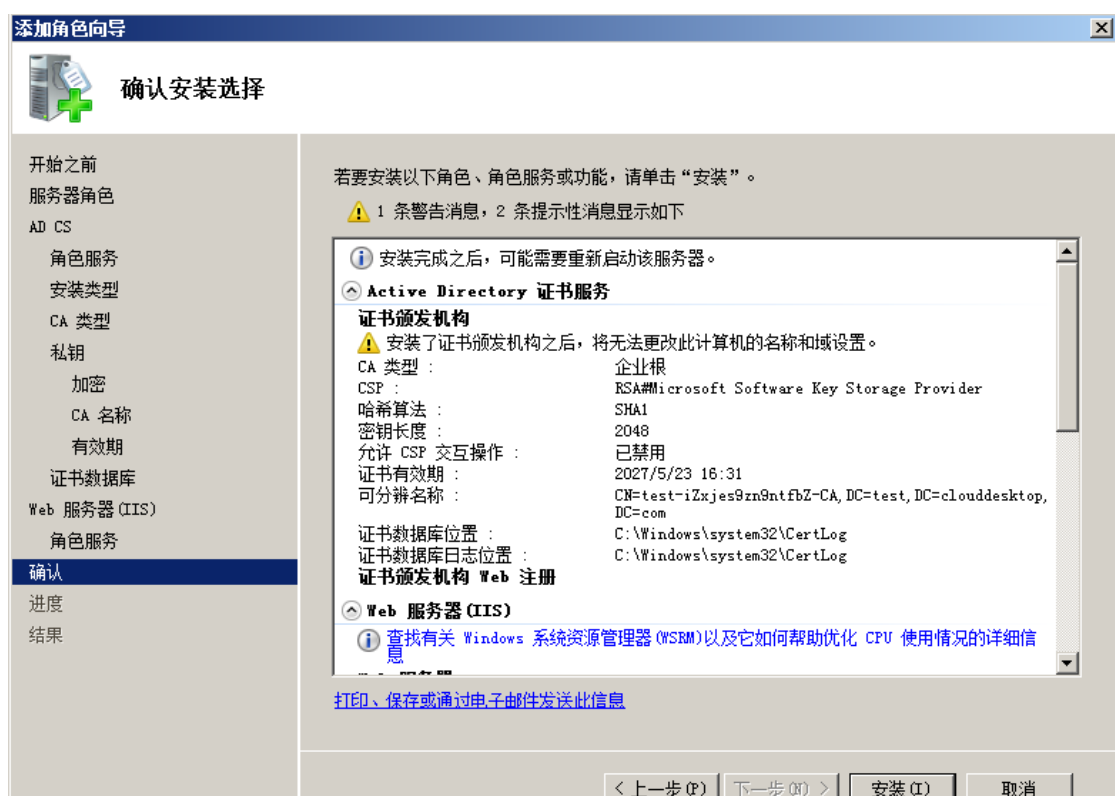 添加角色向导
确认安装选择
开始之前
服务器角色
AD CS
角色服务
安装类型
CA 类型
私钥
加密
CA 名称
有效期
证书数据库
Web 服务器(IIS)
角色服务
确认
进度
结果
若要安装以下角色、角色服务或功能，请单击“安装”。
1 条警告消息，2 条提示性消息显示如下
安装完成之后，可能需要重新启动该服务器。
Active Directory 证书服务
证书颁发机构
安装了证书颁发机构之后，将无法更改此计算机的名称和域设置。
CA 类型 : 企业根
CSP : RSA#Microsoft Software Key Storage Provider
哈希算法 : SHA1
密钥长度 : 2048
允许 CSP 交互操作 : 已禁用
证书有效期 : 2027/5/23 16:31
可分辨名称 : CN=test-iZxjes9zn9ntfbZ-CA,DC=test,DC=clouddesktop,
DC=com
证书数据库位置 : C:\Windows\system32\CertLog
证书数据库日志位置 : C:\Windows\system32\CertLog
证书颁发机构 Web 注册
Web 服务器(IIS)
查找有关 Windows 系统资源管理器(WSRM)以及它如何帮助优化 CPU 使用情况的详细信
息
打印、保存或通过电子邮件发送此信息
< 上一步(P) 下一步(N) > 安装(I) 取消